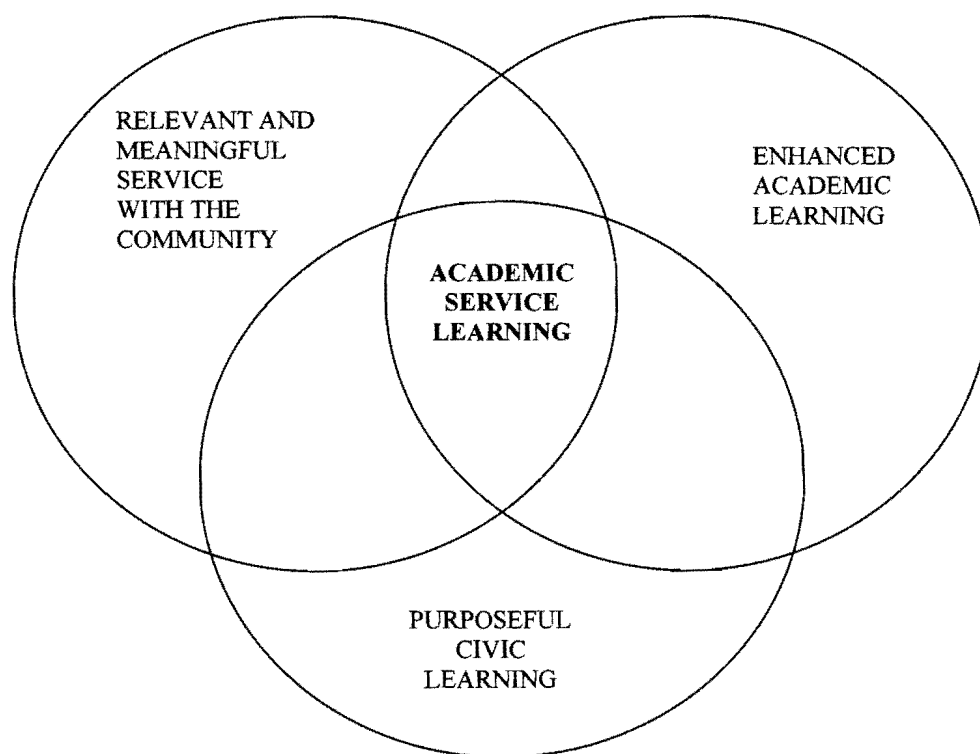 RELEVANT AND
MEANINGFUL
SERVICE
WITH THE
COMMUNITY
ENHANCED
ACADEMIC
LEARNING
ACADEMIC
SERVICE
LEARNING
PURPOSEFUL
CIVIC
LEARNING